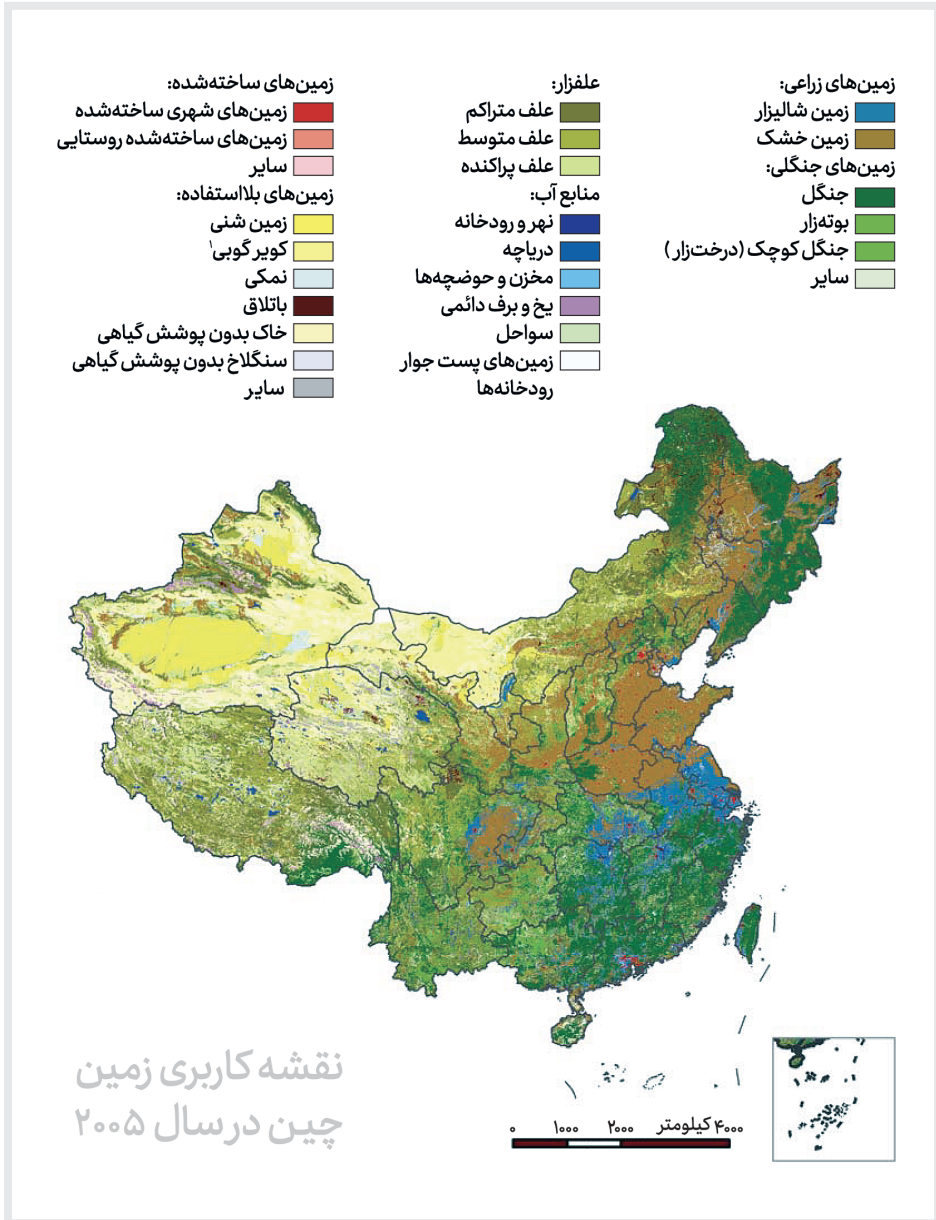 زمین‌های زراعی:
زمین شالیزار
زمین خشک
زمین‌های جنگلی:
جنگل
بوته‌زار
جنگل کوچک (درخت‌زار)
سایر
علفزار:
علف متراکم
علف متوسط
علف پراکنده
منابع آب:
نهر و رودخانه
دریاچه
مخزن و حوضچه‌ها
یخ و برف دائمی
سواحل
زمین‌های پست جوار
رودخانه‌ها
زمین‌های ساخته‌شده:
زمین‌های شهری ساخته‌شده
زمین‌های ساخته‌شده روستایی
سایر
زمین‌های بلااستفاده:
زمین شنی
کویر گوبی۱
نمکی
باتلاق
خاک بدون پوشش گیاهی
سنگلاخ بدون پوشش گیاهی
سایر
نقشه کاربری زمین
چین در سال ۲۰۰۵
۰ ۱۰۰۰ ۲۰۰۰ ۴۰۰۰ کیلومتر